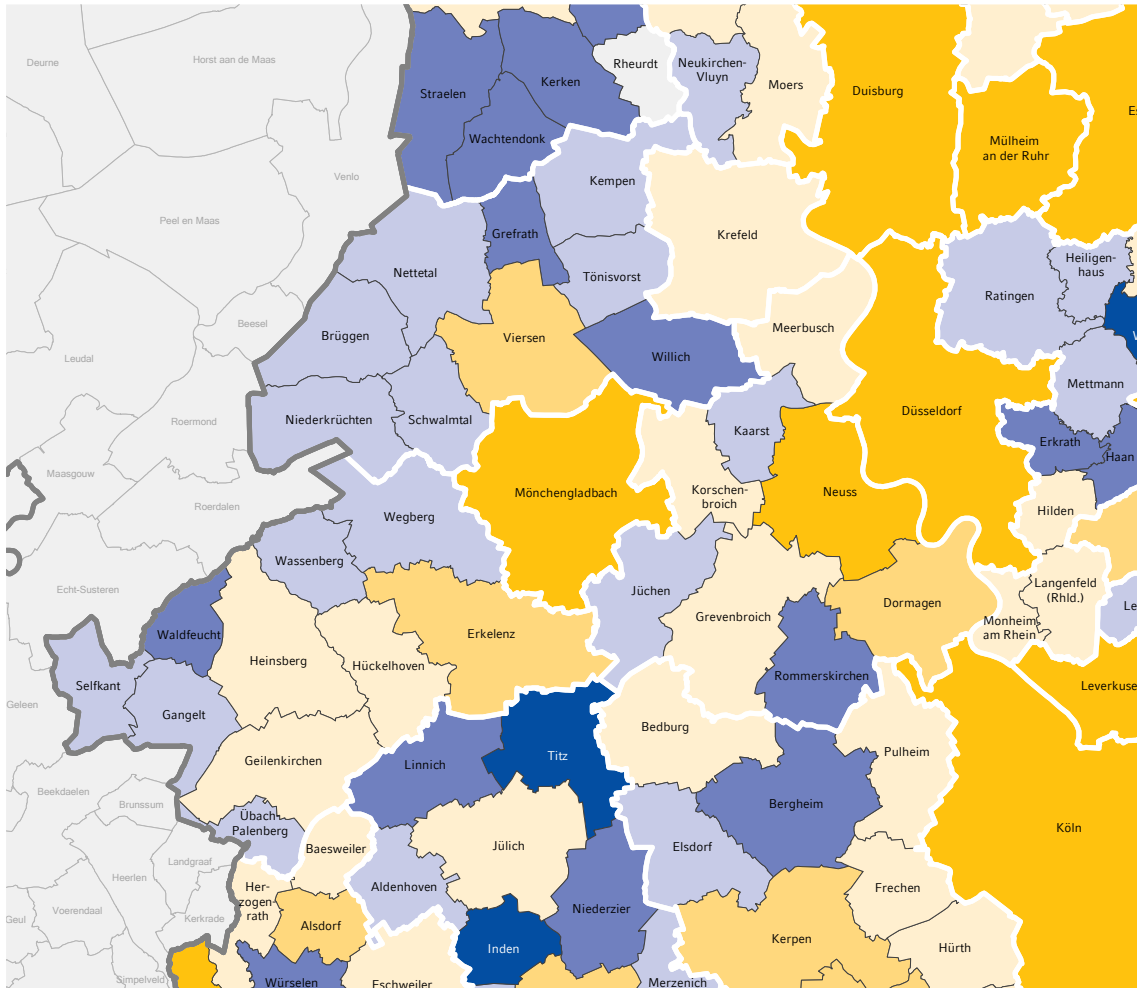 Deurne
Horst aan de Maas
Venlo
Peel en Maas
Beesel
Leudal
Roermond
Maasgouw
Roerdalen
Echt-Susteren
Geleen
Beekdaelen
Brunssum
Landgraaf
Heerlen
Voerendaal
Kerkrade
Simpelveld
Straelen
Kerken
Wachtendonk
Rheurdt
Neukirchen-
Vluyn
Moers
Duisburg
Mülheim
an der Ruhr
Kempen
Krefeld
Grefrath
Nettetal
Tönisvorst
Brüggen
Viersen
Willich
Meerbusch
Ratingen
Heiligen-
haus
Mettmann
Niederkrüchten
Schwalmtal
Kaarst
Düsseldorf
Erkrath
Haan
Mönchengladbach
Korschen-
broich
Neuss
Hilden
Wegberg
Wassenberg
Jüchen
Grevenbroich
Dormagen
Langenfeld
(Rhld.)
Monheim
am Rhein
Waldfeucht
Heinsberg
Hückelhoven
Erkelenz
Rommerskirchen
Selfkant
Gangelt
Geilenkirchen
Linnich
Titz
Bedburg
Pulheim
Bergheim
Köln
Übach-
Palenberg
Baesweiler
Jülich
Elsdorf
Aldenhoven
Her-
zogen-
rath
Alsdorf
Frechen
Niederzier
Inden
Kerpen
Hürth
Würselen
Eschweiler
Merzenich
Leverkuse